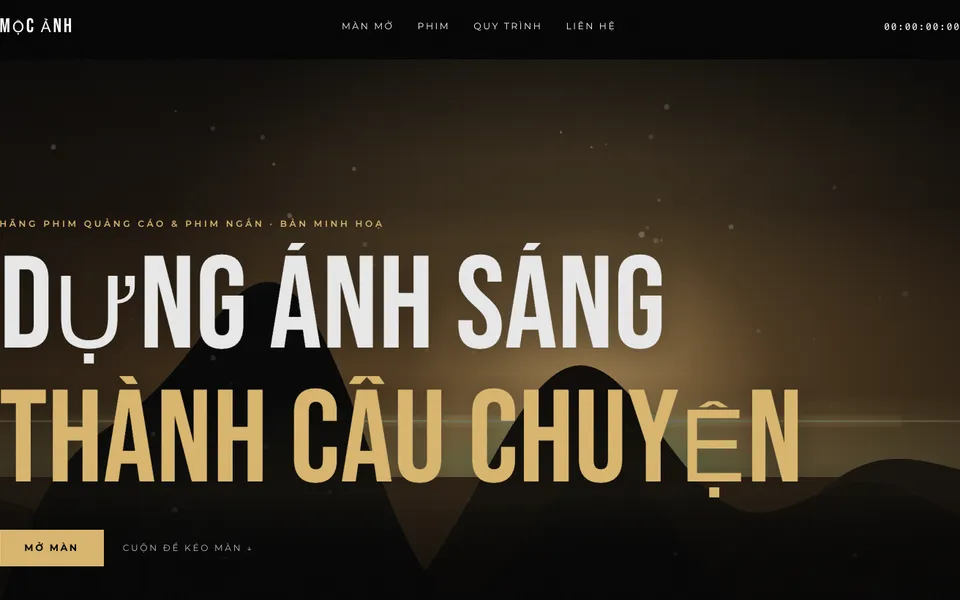 MỘC ẢNH
MÀN MỞ PHIM QUY TRÌNH LIÊN HỆ
00:00:00:00
HÃNG PHIM QUẢNG CÁO & PHIM NGẮN · BẢN MINH HOẠ
DỰNG ÁNH SÁNG
THÀNH CÂU CHUYỆN
MỞ MÀN
CUỘN ĐỂ KÉO MÀN ↓